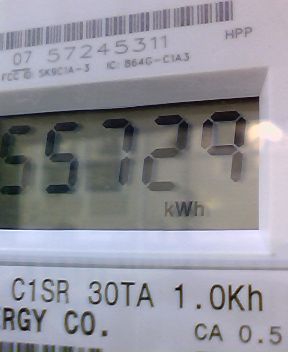 HPP
07 57245311
FCC ID: SK9C1A-3 IC: 864G-C1A3
55729
kWh
C1SR 30TA 1.0Kh
ERGY CO. CA 0.5